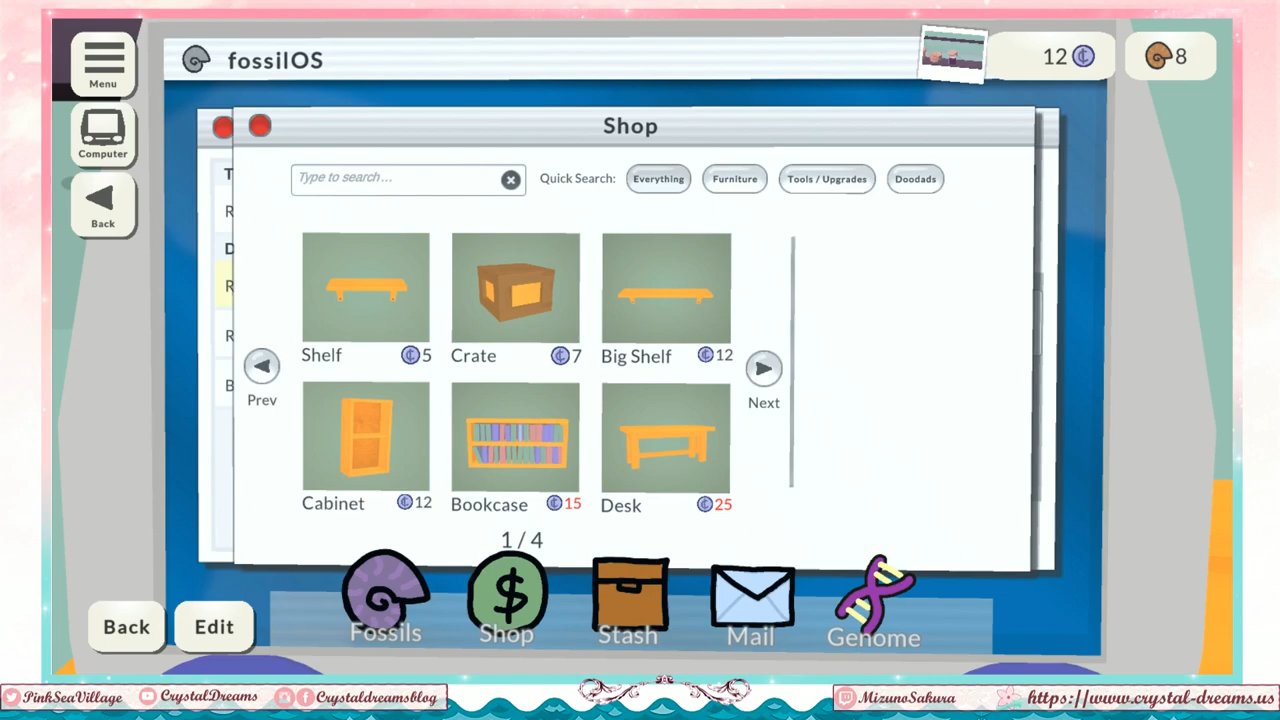 Menu
fossilOS
12
8
Computer
Shop
Type to search...
Quick Search:
Everything
Furniture
Tools / Upgrades
Doodads
Back
T
R
D
R
R
B
Shelf
5
Crate
7
Big Shelf
12
Prev
Next
Cabinet
12
Bookcase
15
Desk
25
1 / 4
Back
Edit
Fossils
$
Shop
Stash
Mail
Genome
PinkSeaVillage
CrystalDreams
Crystaldreamsblog
MizunoSakura
https://www.crystal-dreams.us